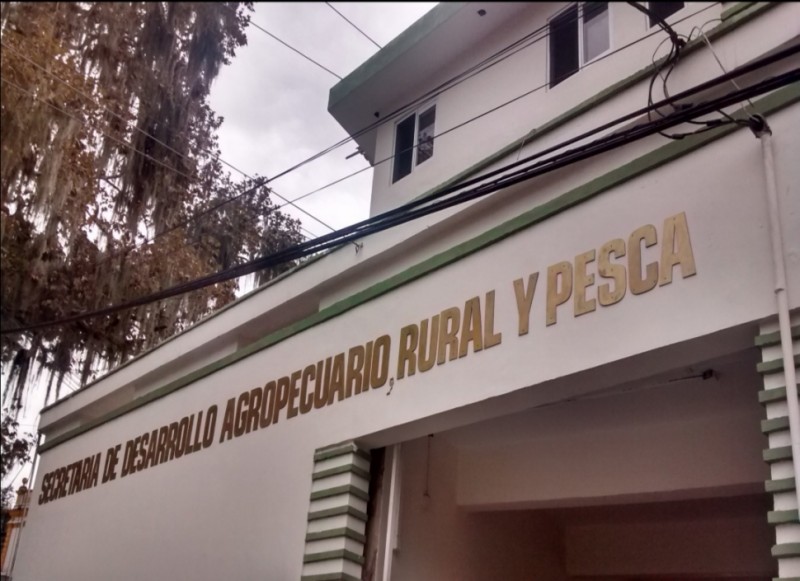 SECRETARIA DE DESARROLLO AGROPECUARIO, RURAL Y PESCA